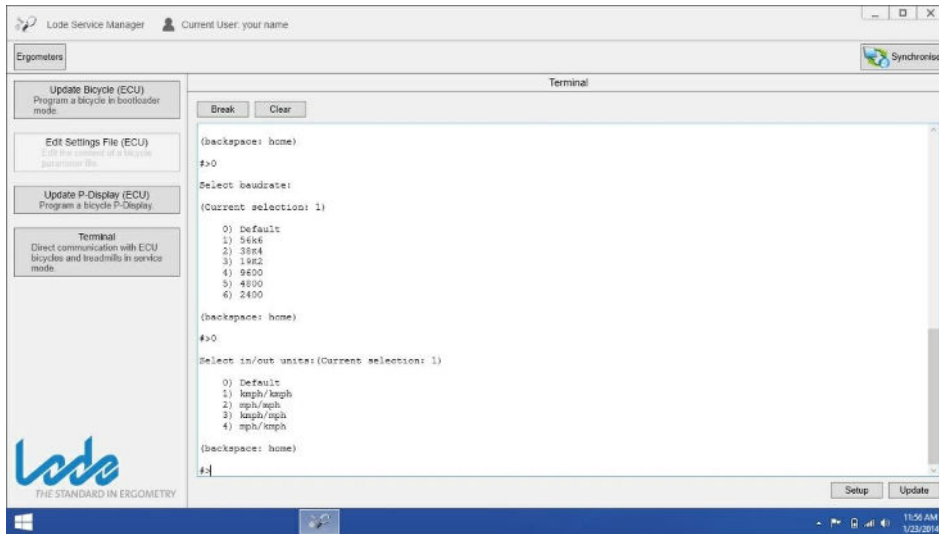 Lode Service Manager Current User: your name
Ergometers
Synchronise
Update Bicycle (ECU)
Program a bicycle in bootloader
mode.
Edit Settings File (ECU)
Edit the content of a bicycle
parameter file.
Update P-Display (ECU)
Program a bicycle P-Display.
Terminal
Direct communication with ECU
bicycles and treadmills in service
mode.
Lode
THE STANDARD IN ERGOMETRY
Terminal
Break Clear
(backspace: home)
#>0
Select baudrate:
(Current selection: 1)
0) Default
1) 56k6
2) 38K4
3) 19K2
4) 9600
5) 4800
6) 2400
(backspace: home)
#>0
Select in/out units:(Current selection: 1)
0) Default
1) kmph/kmph
2) mph/mph
3) kmph/mph
4) mph/kmph
(backspace: home)
#>
Setup Update
11:56 AM
1/23/2014